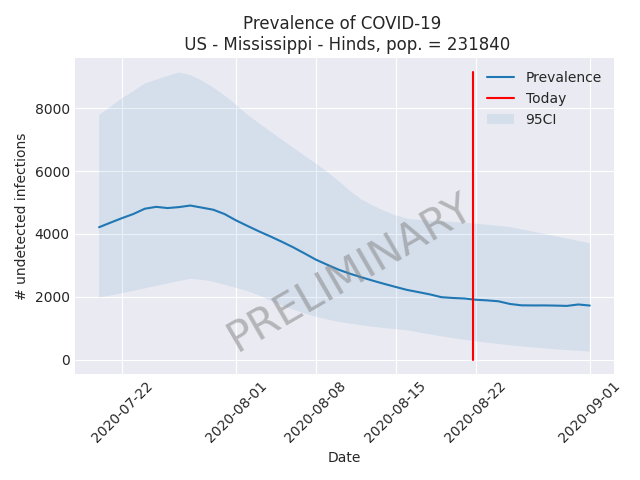 Prevalence of COVID-19
US - Mississippi - Hinds, pop. = 231840
Prevalence
Today
95CI
8000
6000
4000
2000
0
# undetected infections
PRELIMINARY
2020-07-22
2020-08-01
2020-08-08
2020-08-15
2020-08-22
2020-09-01
Date